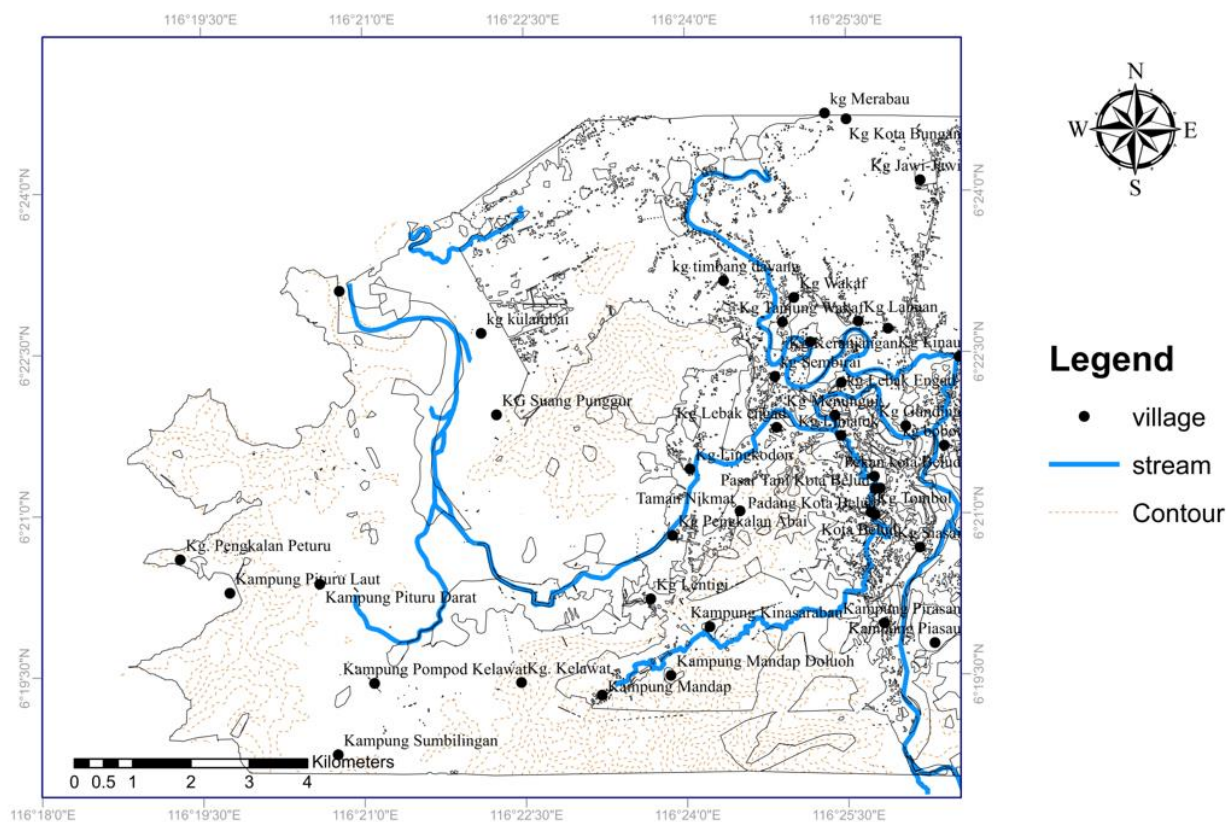 116°19'30"E 116°21'0"E 116°22'30"E 116°24'0"E 116°25'30"E
N
W E
S
kg Merabau
Kg Kota Bungan
Kg Jawi-Jawi
6°24'0"N
6°24'0"N
kg timbang dayang
Kg Wakaf
Kg Tanjung Wakaf
Kg Labuan
kg kulambai
Kg Keranjangan
Kg Linau
6°22'30"N
6°22'30"N
Kg Sembirai
kg Lebak Engad
KG Suang Punggur
Kg Menunggui
Kg Lebak
Kg Gunding
Kg Lingkodon
Pekan kota Belud
Pasar Tani Kota Belud
Taman Nikmat
Padang Kota Belud
Kg Tombol
6°21'0"N
6°21'0"N
Kg Pengkalan Abai
Kota Belud
Kg. Pengkalan Peturu
Kampung Pituru Laut
Kampung Pituru Darat
Kg Lentigi
Kampung Kinasaraban
Kampung Pirasan
Kampung Piasau
Kampung Pompod Kelawat
Kg. Kelawat
Kampung Mandap Doluoh
6°19'30"N
6°19'30"N
Kampung Mandap
Kampung Sumbilingan
Kilometers
0 0.5 1 2 3 4
116°18'0"E 116°19'30"E 116°21'0"E 116°22'30"E 116°24'0"E 116°25'30"E
Legend
village
stream
Contour